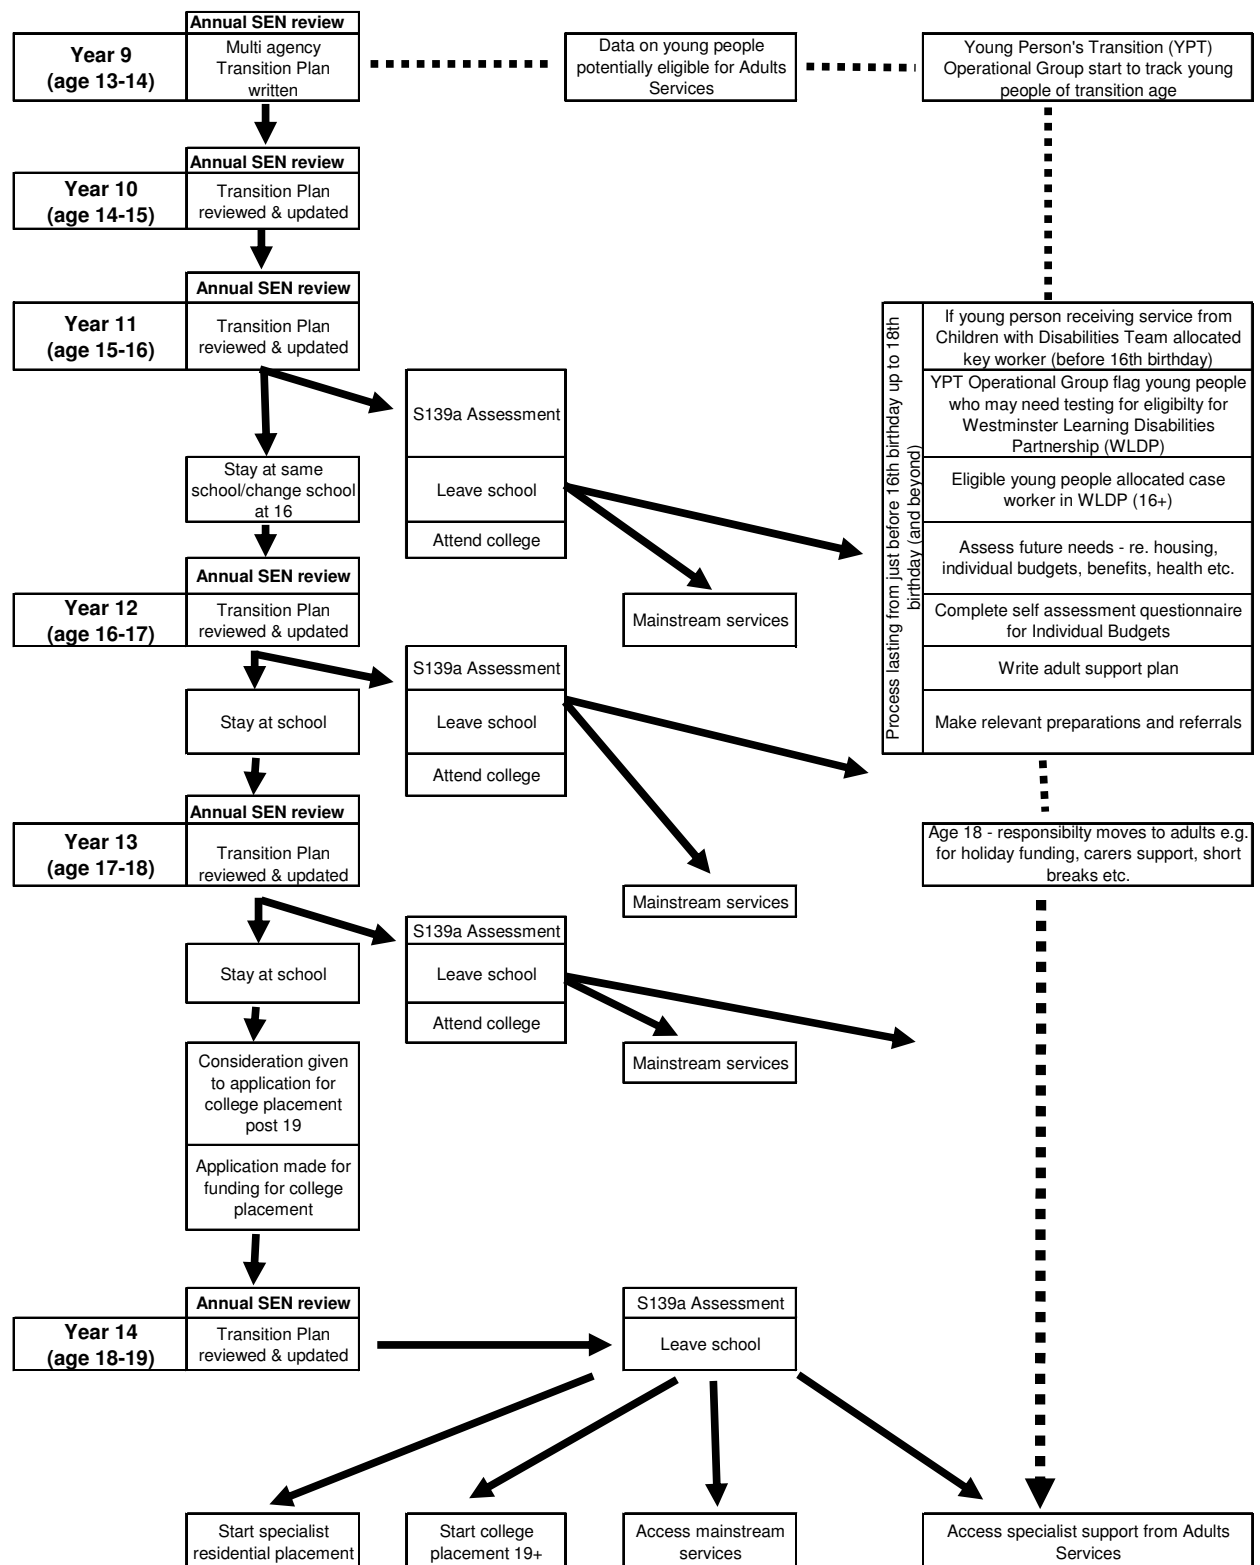 Annual SEN review
Year 9
(age 13-14)
Multi agency
Transition Plan
written
Data on young people
potentially eligible for Adults
Services
Young Person's Transition (YPT)
Operational Group start to track young
people of transition age
Annual SEN review
Year 10
(age 14-15)
Transition Plan
reviewed & updated
Annual SEN review
Year 11
(age 15-16)
Transition Plan
reviewed & updated
Process lasting from just before 16th birthday up to 18th
birthday (and beyond)
If young person receiving service from
Children with Disabilities Team allocated
key worker (before 16th birthday)
YPT Operational Group flag young people
who may need testing for eligibilty for
Westminster Learning Disabilities
Partnership (WLDP)
Eligible young people allocated case
worker in WLDP (16+)
Assess future needs - re. housing,
individual budgets, benefits, health etc.
Complete self assessment questionnaire
for Individual Budgets
Write adult support plan
Make relevant preparations and referrals
S139a Assessment
Leave school
Attend college
Stay at same
school/change school
at 16
Mainstream services
Annual SEN review
Year 12
(age 16-17)
Transition Plan
reviewed & updated
S139a Assessment
Leave school
Attend college
Stay at school
Mainstream services
Annual SEN review
Year 13
(age 17-18)
Transition Plan
reviewed & updated
Age 18 - responsibilty moves to adults e.g.
for holiday funding, carers support, short
breaks etc.
S139a Assessment
Leave school
Attend college
Stay at school
Mainstream services
Consideration given
to application for
college placement
post 19
Application made for
funding for college
placement
Annual SEN review
Year 14
(age 18-19)
Transition Plan
reviewed & updated
S139a Assessment
Leave school
Start specialist
residential placement
Start college
placement 19+
Access mainstream
services
Access specialist support from Adults
Services